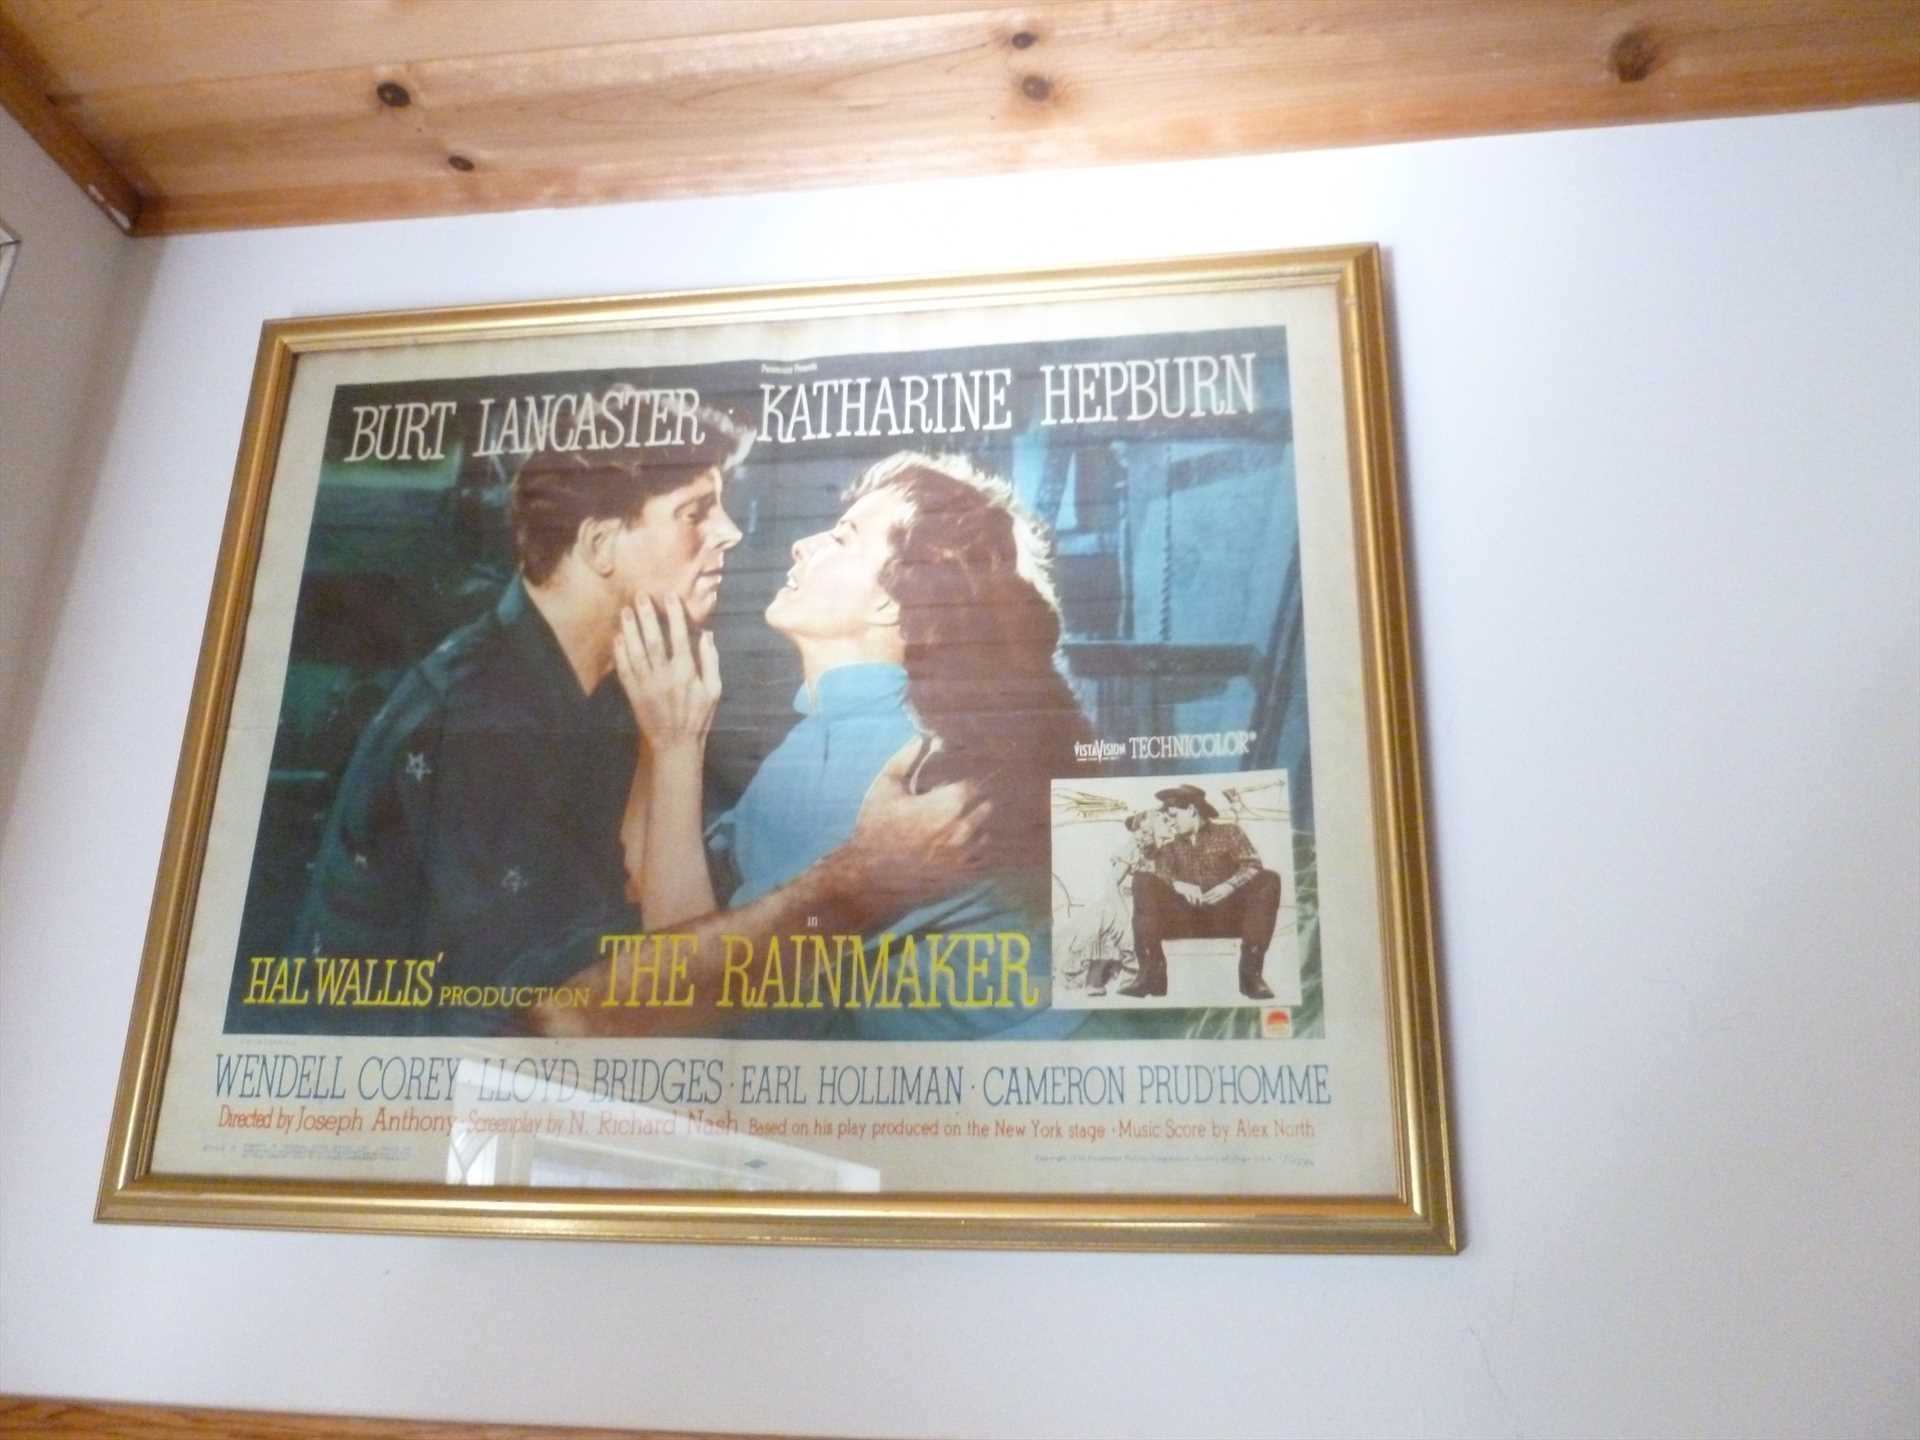 Paramount Presents
BURT LANCASTER · KATHARINE HEPBURN
VISTAVISION TECHNICOLOR®
in
HAL WALLIS' PRODUCTION THE RAINMAKER
WENDELL COREY · LLOYD BRIDGES · EARL HOLLIMAN · CAMERON PRUD'HOMME
Directed by Joseph Anthony · Screenplay by N. Richard Nash Based on his play produced on the New York stage · Music Score by Alex North